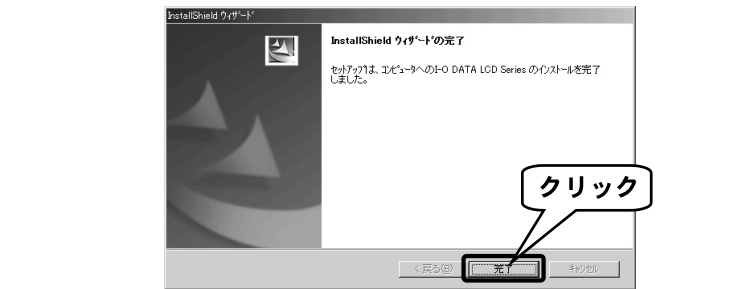 InstallShield ウィザード
InstallShield ウィザードの完了
セットアップは、コンピュータへのI-O DATA LCD Series のインストールを完了
しました。
クリック
< 戻る(B)
完了
キャンセル